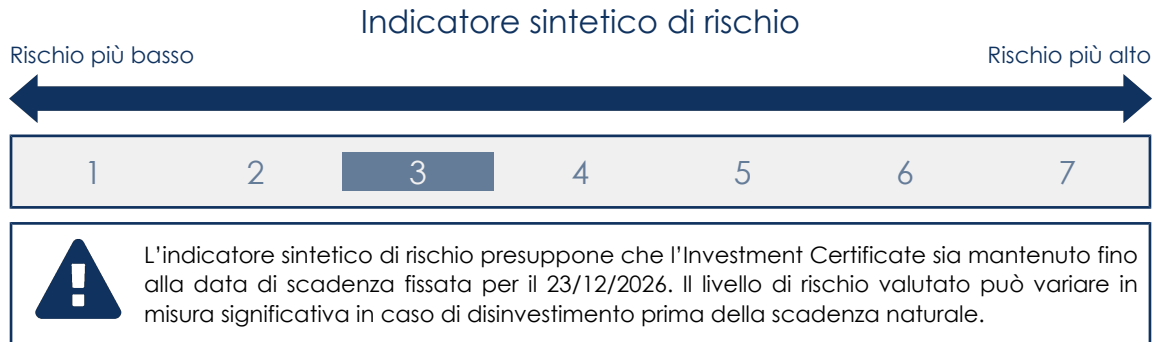 Indicatore sintetico di rischio
Rischio più basso
Rischio più alto
1 2 3 4 5 6 7
L'indicatore sintetico di rischio presuppone che l'Investment Certificate sia mantenuto fino
alla data di scadenza fissata per il 23/12/2026. Il livello di rischio valutato può variare in
misura significativa in caso di disinvestimento prima della scadenza naturale.